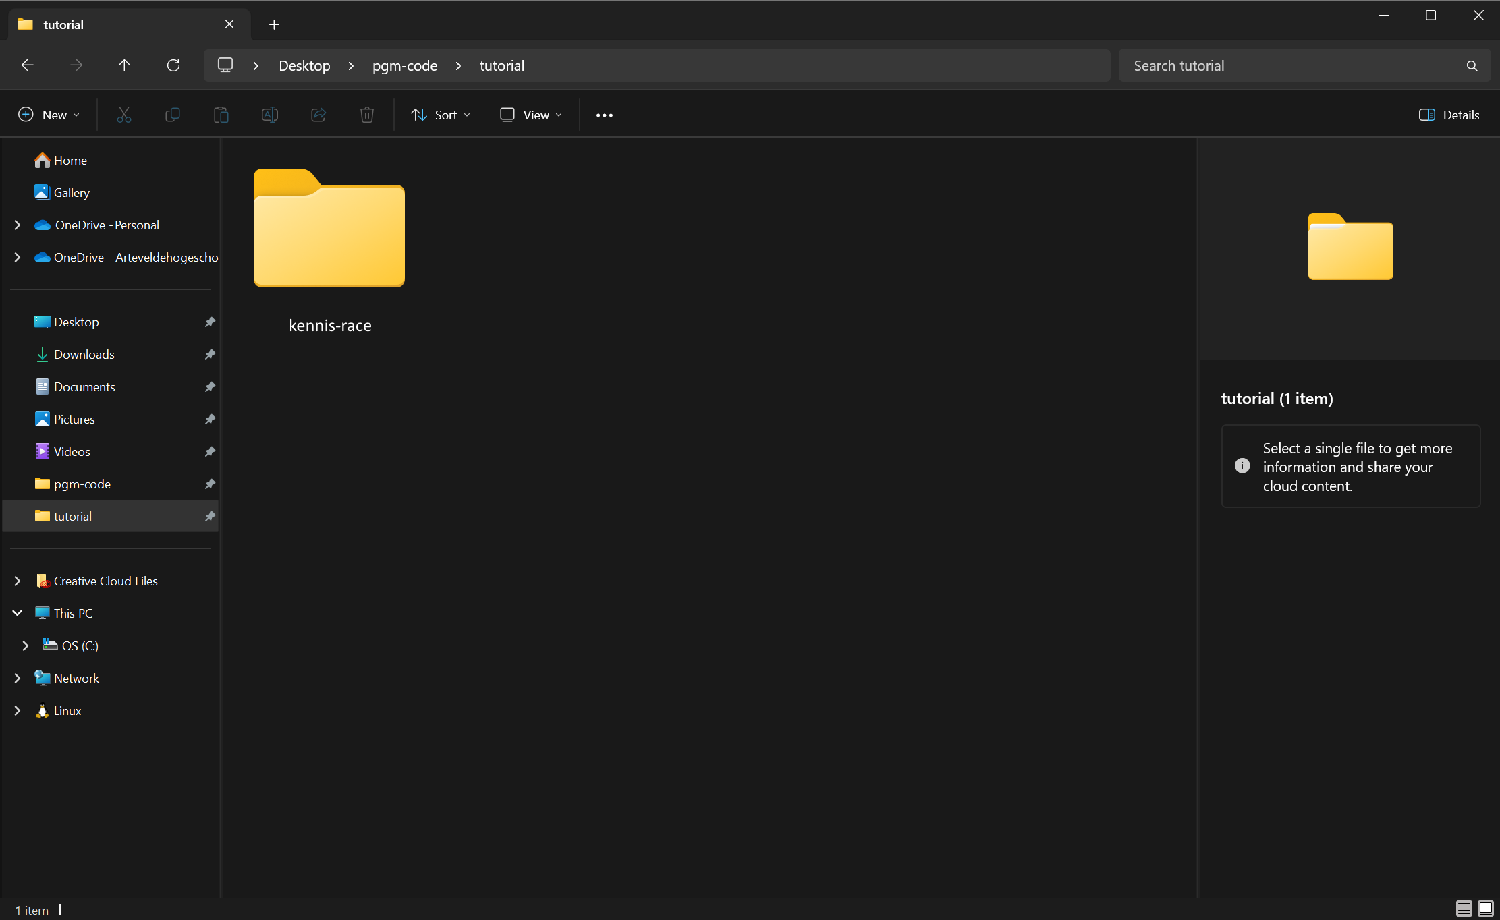 tutorial
Desktop pgm-code tutorial
Search tutorial
New
Sort
View
Details
Home
Gallery
OneDrive - Personal
OneDrive Arteveldehogescho
Desktop
Downloads
Documents
Pictures
Videos
pgm-code
tutorial
Creative Cloud Files
This PC
OS (C:)
Network
Linux
kennis-race
tutorial (1 item)
Select a single file to get more
information and share your
cloud content.
1 item